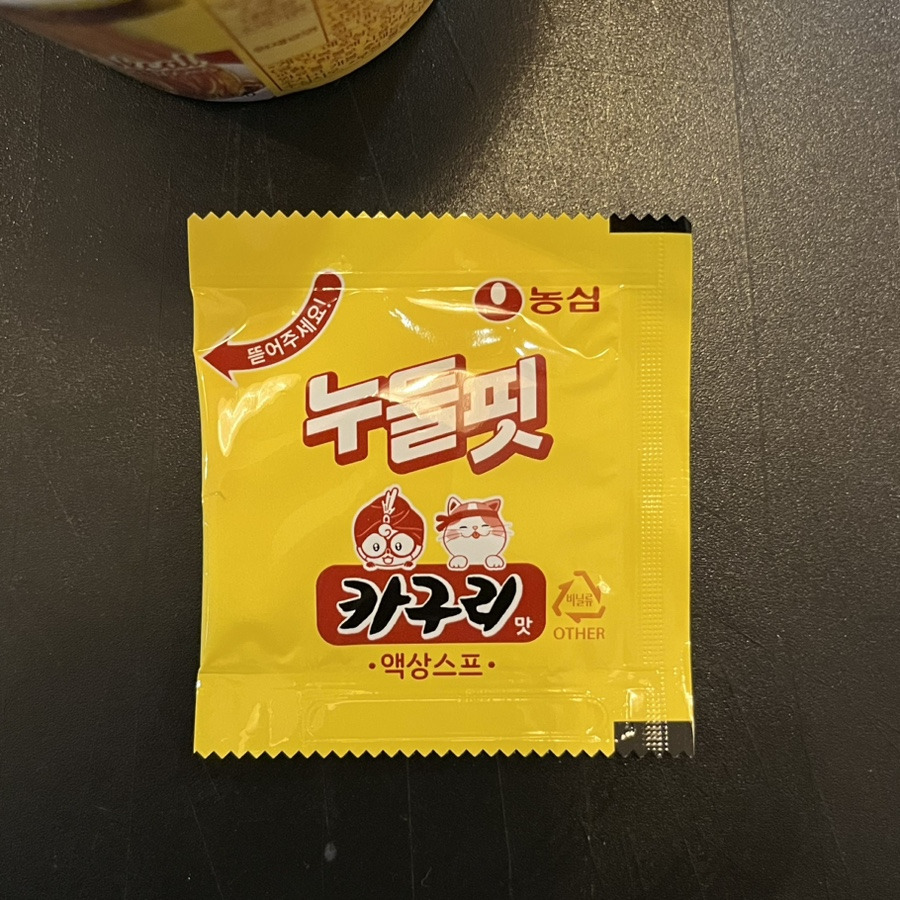 농심
뜯어주세요!
누들핏
카구리맛
비닐류
OTHER
•액상스프•